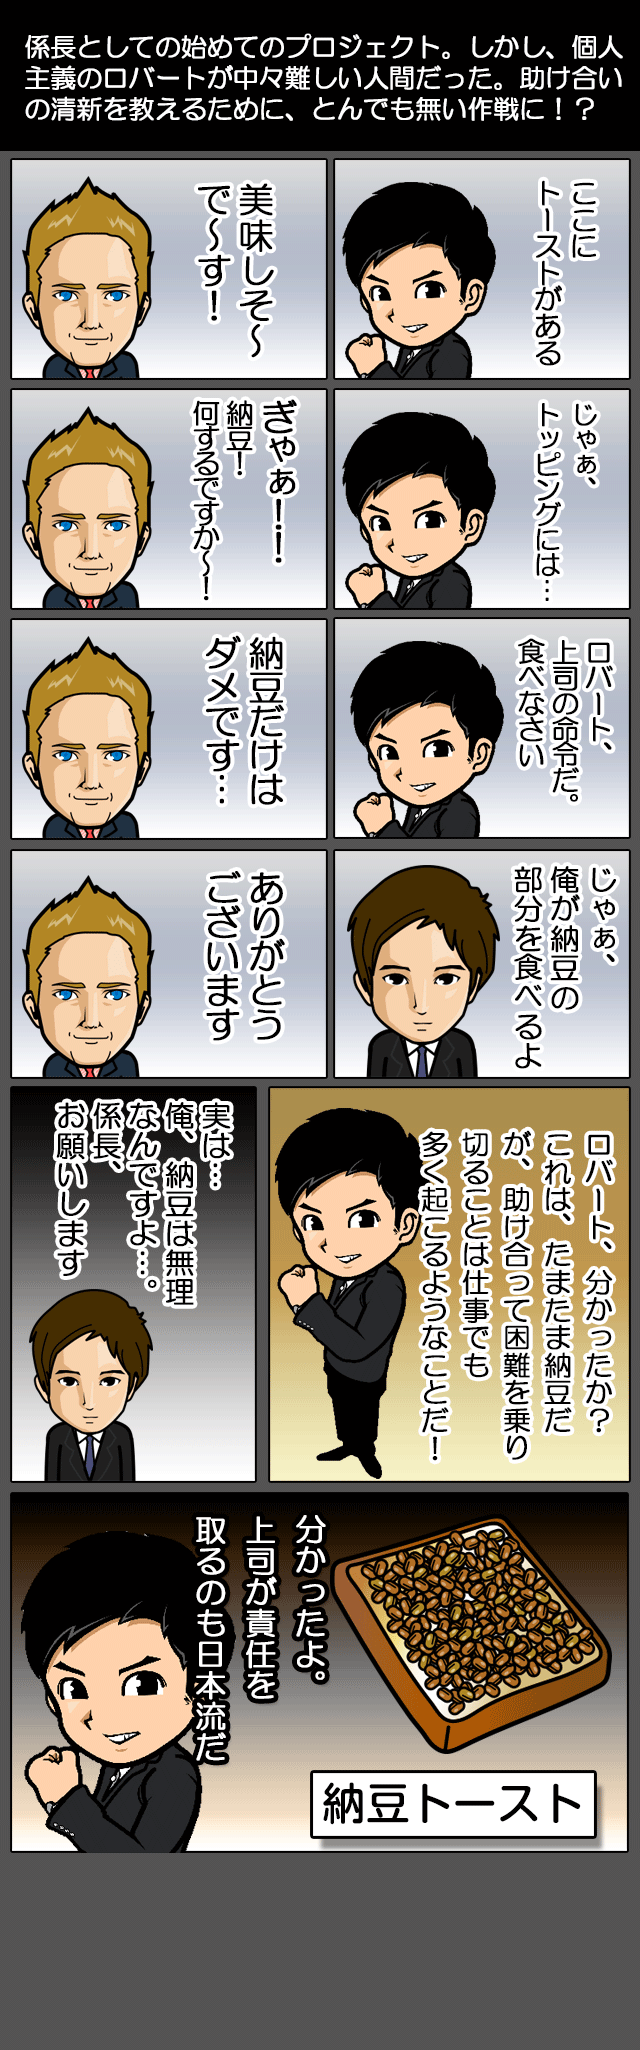 係長としての始めてのプロジェクト。しかし、個人
主義のロバートが中々難しい人間だった。助け合い
の清新を教えるために、とんでも無い作戦に！？
ここに
トーストがある
美味しそ〜
で〜す！
じゃぁ、
トッピングには…
ぎゃぁ！！
納豆！
何するですか〜！
ロバート、
上司の命令だ。
食べなさい
納豆だけは
ダメです…
じゃぁ、
俺が納豆の
部分を食べるよ
ありがとう
ございます
ロバート、分かったか？
これは、たまたま納豆だ
が、助け合って困難を乗り
切ることは仕事でも
多く起こるようなことだ！
実は…
俺、納豆は無理
なんですよ…。
係長、
お願いします
分かったよ。
上司が責任を
取るのも日本流だ
納豆トースト